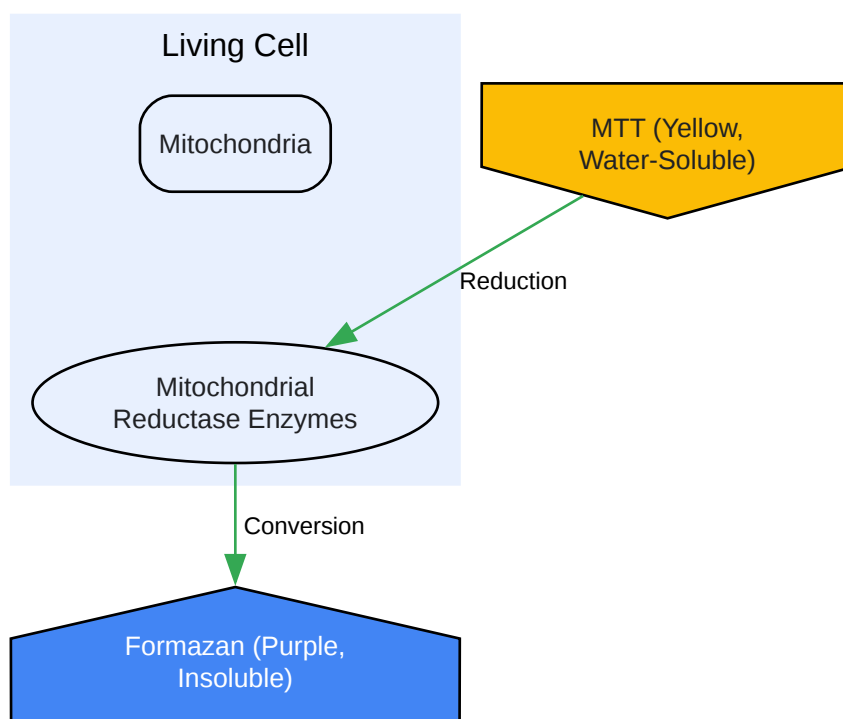 Living Cell
Mitochondria
MTT (Yellow,
Water-Soluble)
Reduction
Mitochondrial
Reductase Enzymes
Conversion
Formazan (Purple,
Insoluble)